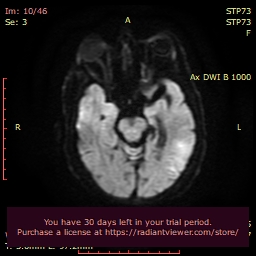 Im: 10/46
STP73
Se: 3
STP73
F
A
Ax DWI B 1000
R
L
You have 30 days left in your trial period.
Purchase a license at https://radiantviewer.com/store/